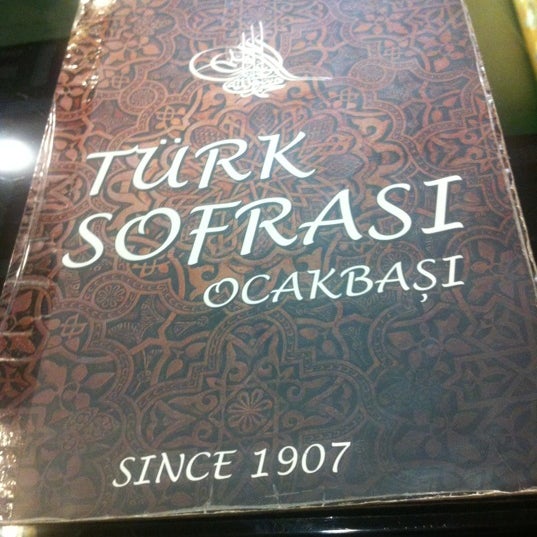 TÜRK
SOFRASI
OCAKBAŞI
SINCE 1907